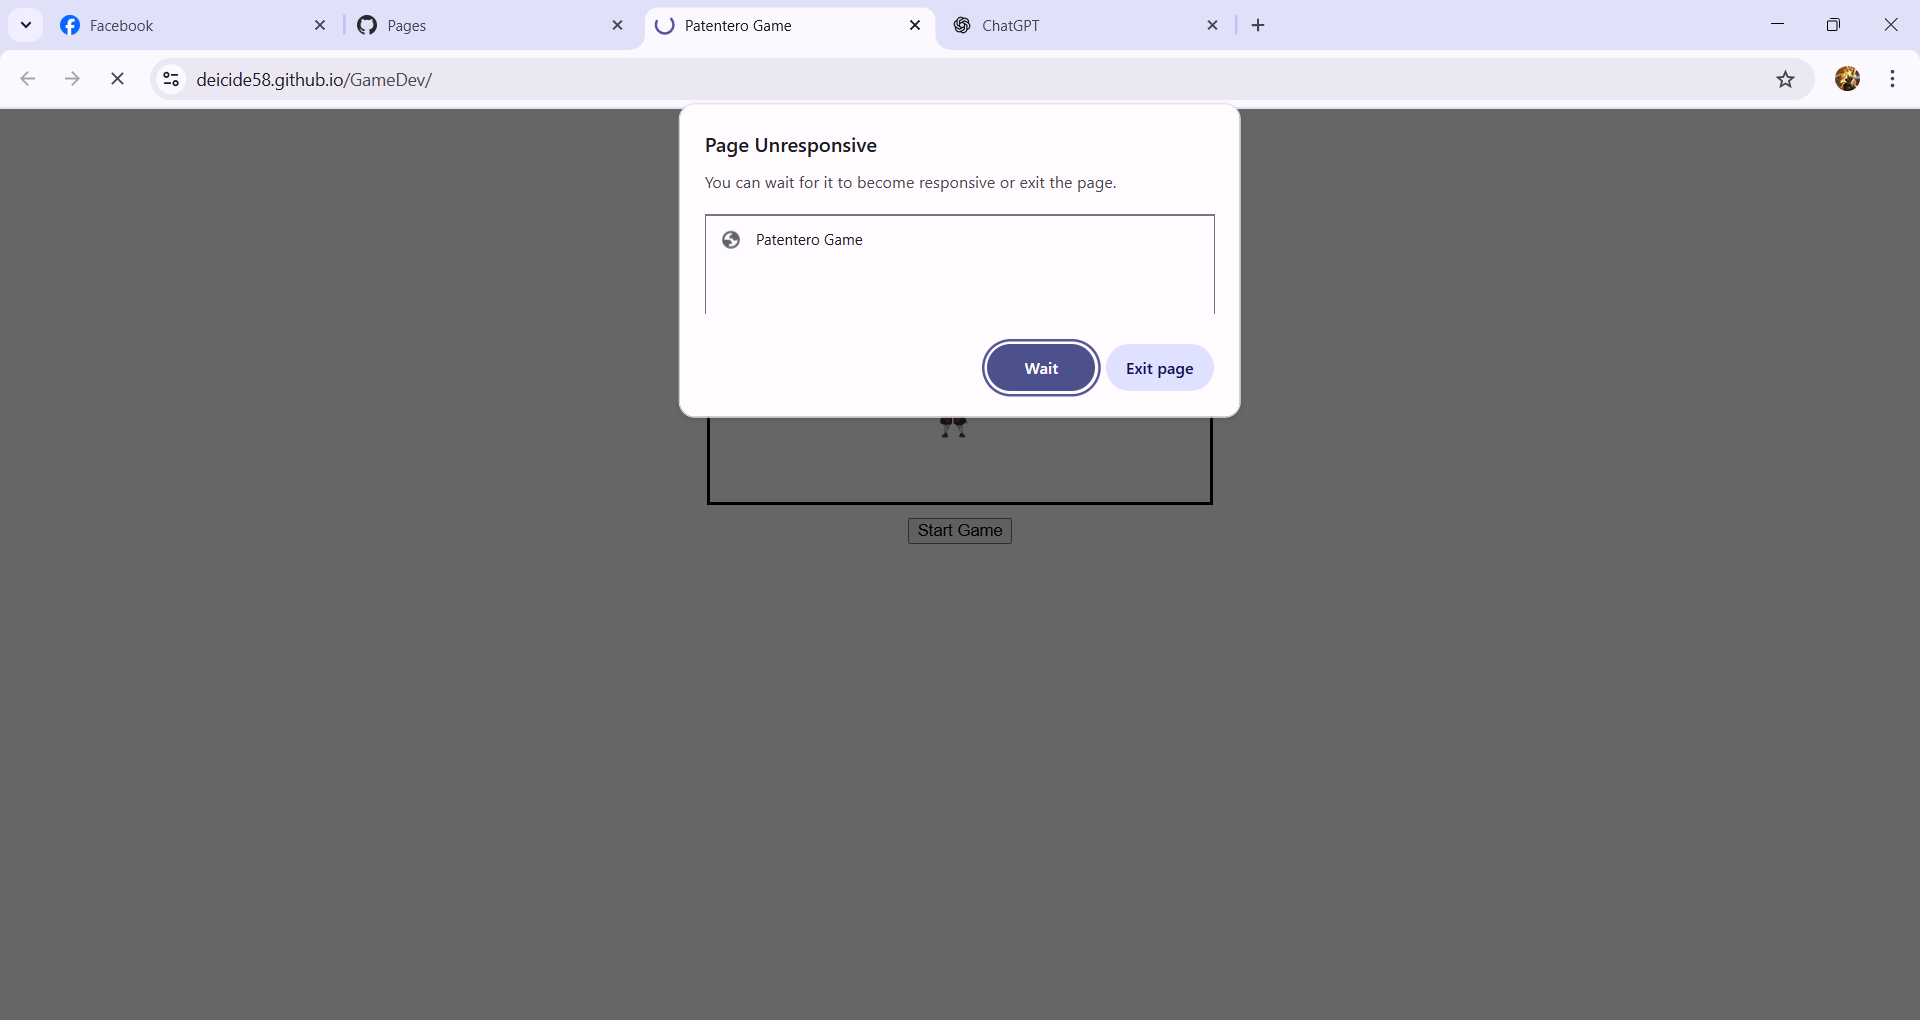 Facebook
Pages
Patentero Game
ChatGPT
deicide58.github.io/GameDev/
Page Unresponsive
You can wait for it to become responsive or exit the page.
Patentero Game
Wait
Exit page
Start Game